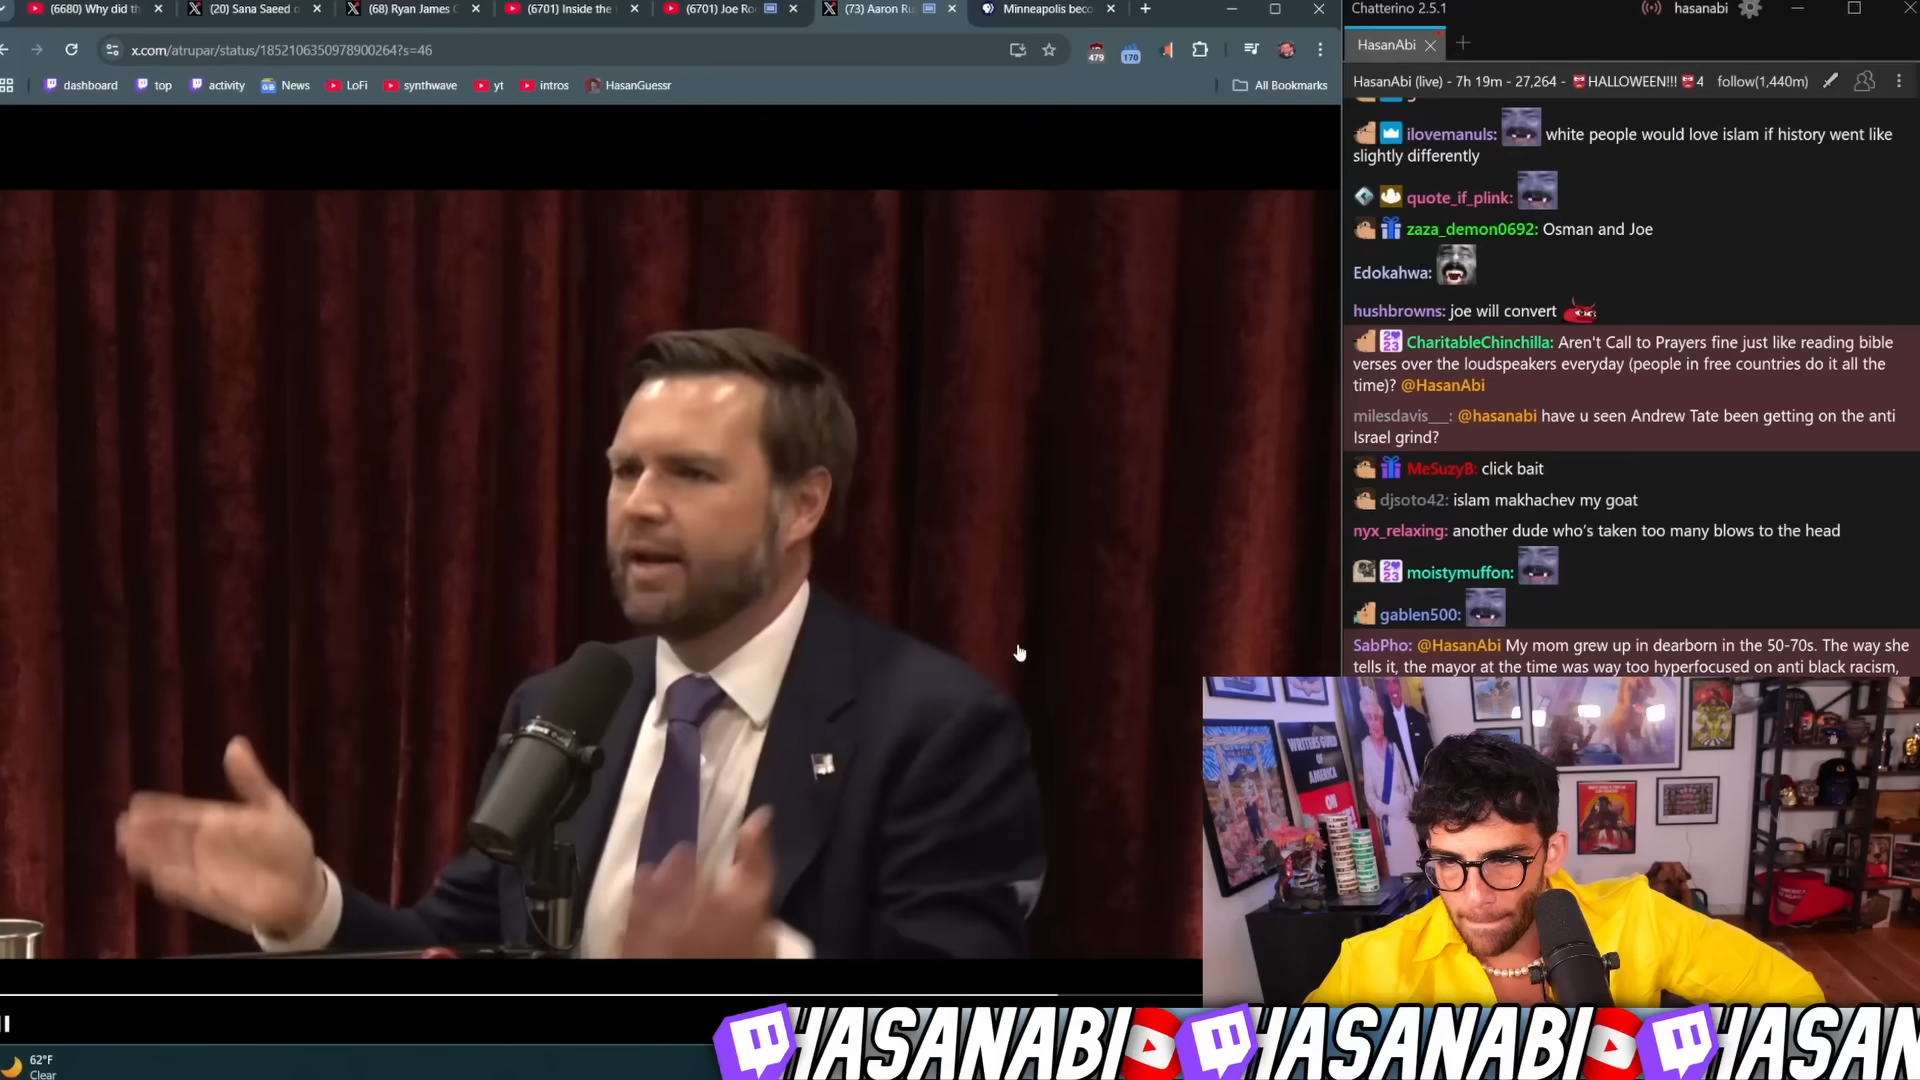 (6680) Why did th
(20) Sana Saeed o
(68) Ryan James G
(6701) Inside the
(6701) Joe Ro
(73) Aaron Ru
Minneapolis beco
x.com/atrupar/status/1852106350978900264?s=46
479
170
dashboard
top
activity
News
LoFi
synthwave
yt
intros
HasanGuessr
All Bookmarks
Chatterino 2.5.1
hasanabi
HasanAbi
HasanAbi (live) - 7h 19m - 27,264 - HALLOWEEN!!! 4
follow(1,440m)
ilovemanuls: white people would love islam if history went like
slightly differently
quote_if_plink:
zaza_demon0692: Osman and Joe
Edokahwa:
hushbrowns: joe will convert
CharitableChinchilla: Aren't Call to Prayers fine just like reading bible
verses over the loudspeakers everyday (people in free countries do it all the
time)? @HasanAbi
milesdavis__: @hasanabi have u seen Andrew Tate been getting on the anti
Israel grind?
MeSuzyB: click bait
djsoto42: islam makhachev my goat
nyx_relaxing: another dude who's taken too many blows to the head
moistymuffon:
gablen500:
SabPho: @HasanAbi My mom grew up in dearborn in the 50-70s. The way she
tells it, the mayor at the time was way too hyperfocused on anti black racism,
WRITERS GUILD
OF
AMERICA
ON
HASANABI
HASANABI
HASAN
62°F
Clear